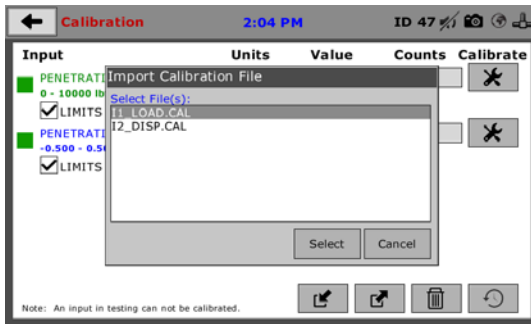 Calibration 2:04 PM ID 47
Input Units Value Counts Calibrate
PENETRATI
0 - 10000 lb
LIMITS
PENETRATI
-0.500 - 0.50
LIMITS
Import Calibration File
Select File(s):
I1_LOAD.CAL
I2_DISP.CAL
Select Cancel
Note: An input in testing can not be calibrated.